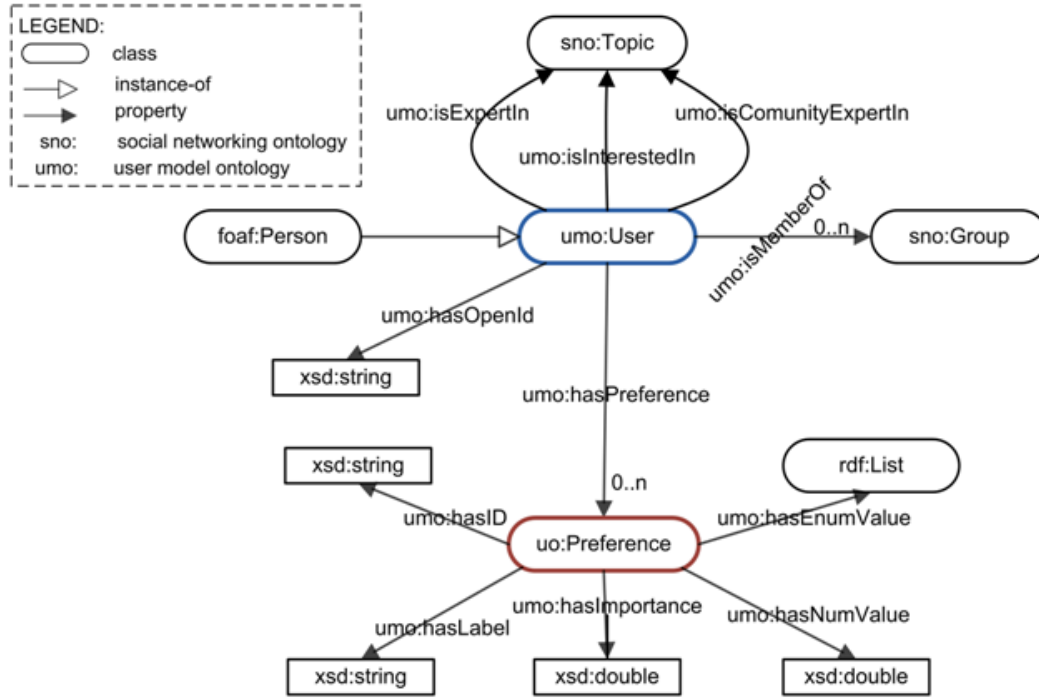 LEGEND:
class
instance-of
property
sno: social networking ontology
umo: user model ontology
sno:Topic
umo:isExpertIn
umo:isComunityExpertIn
umo:isInterestedIn
foaf:Person
umo:User
umo:isMemberOf
0..n
sno:Group
umo:hasOpenId
xsd:string
umo:hasPreference
xsd:string
rdf:List
0..n
umo:hasID
umo:hasEnumValue
uo:Preference
umo:hasImportance
umo:hasLabel
umo:hasNumValue
xsd:string
xsd:double
xsd:double